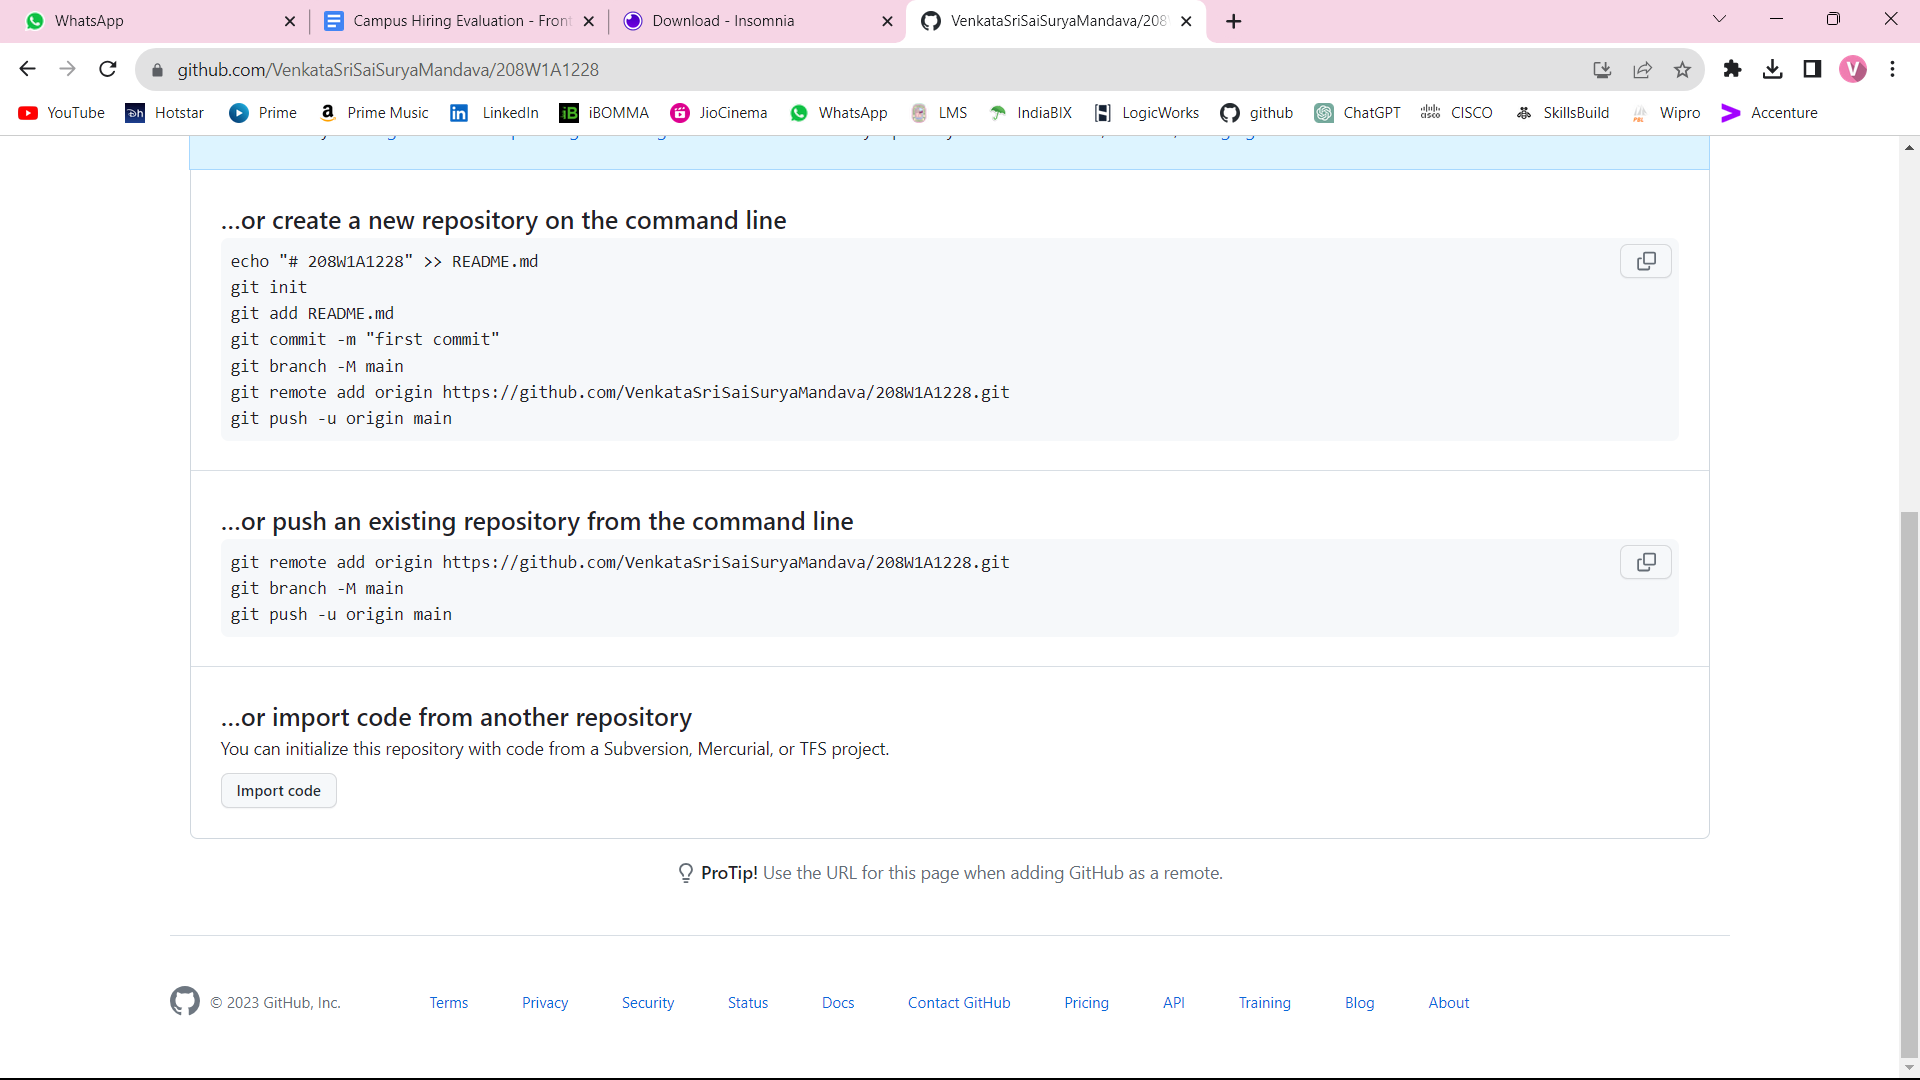 WhatsApp
Campus Hiring Evaluation - Front
Download - Insomnia
VenkataSriSaiSuryaMandava/208
github.com/VenkataSriSaiSuryaMandava/208W1A1228
V
YouTube
Hotstar
Prime
Prime Music
LinkedIn
iBOMMA
JioCinema
WhatsApp
LMS
IndiaBIX
LogicWorks
github
ChatGPT
CISCO
SkillsBuild
Wipro
Accenture
…or create a new repository on the command line
echo "# 208W1A1228" >> README.md
git init
git add README.md
git commit -m "first commit"
git branch -M main
git remote add origin https://github.com/VenkataSriSaiSuryaMandava/208W1A1228.git
git push -u origin main
…or push an existing repository from the command line
git remote add origin https://github.com/VenkataSriSaiSuryaMandava/208W1A1228.git
git branch -M main
git push -u origin main
…or import code from another repository
You can initialize this repository with code from a Subversion, Mercurial, or TFS project.
Import code
ProTip! Use the URL for this page when adding GitHub as a remote.
© 2023 GitHub, Inc.
Terms
Privacy
Security
Status
Docs
Contact GitHub
Pricing
API
Training
Blog
About